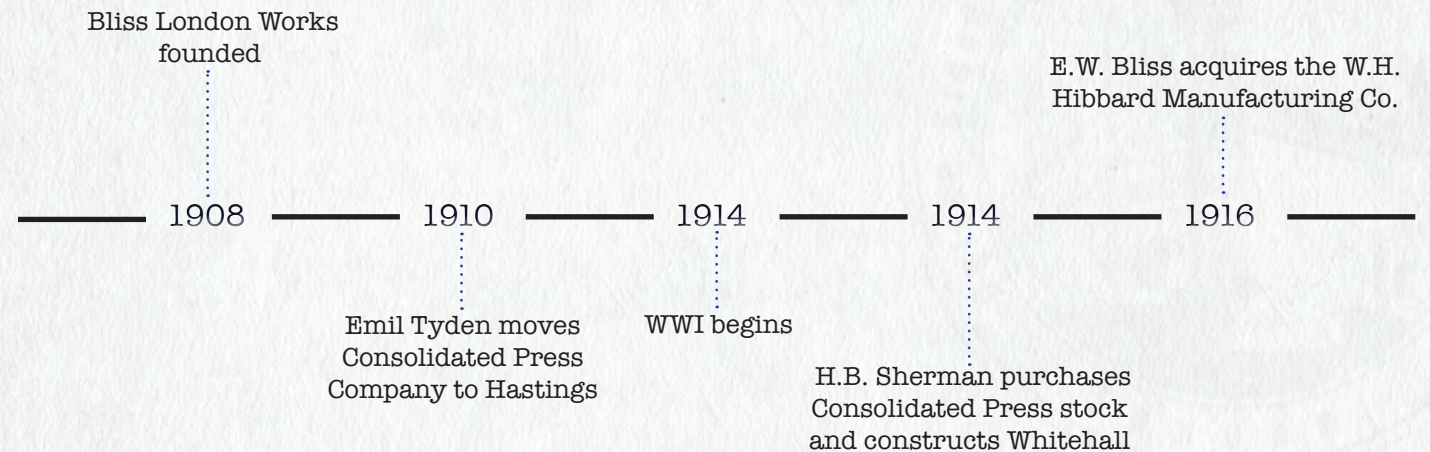 Bliss London Works
founded
E.W. Bliss acquires the W.H.
Hibbard Manufacturing Co.
1908
1910
1914
1914
1916
Emil Tyden moves
Consolidated Press
Company to Hastings
WWI begins
H.B. Sherman purchases
Consolidated Press stock
and constructs Whitehall